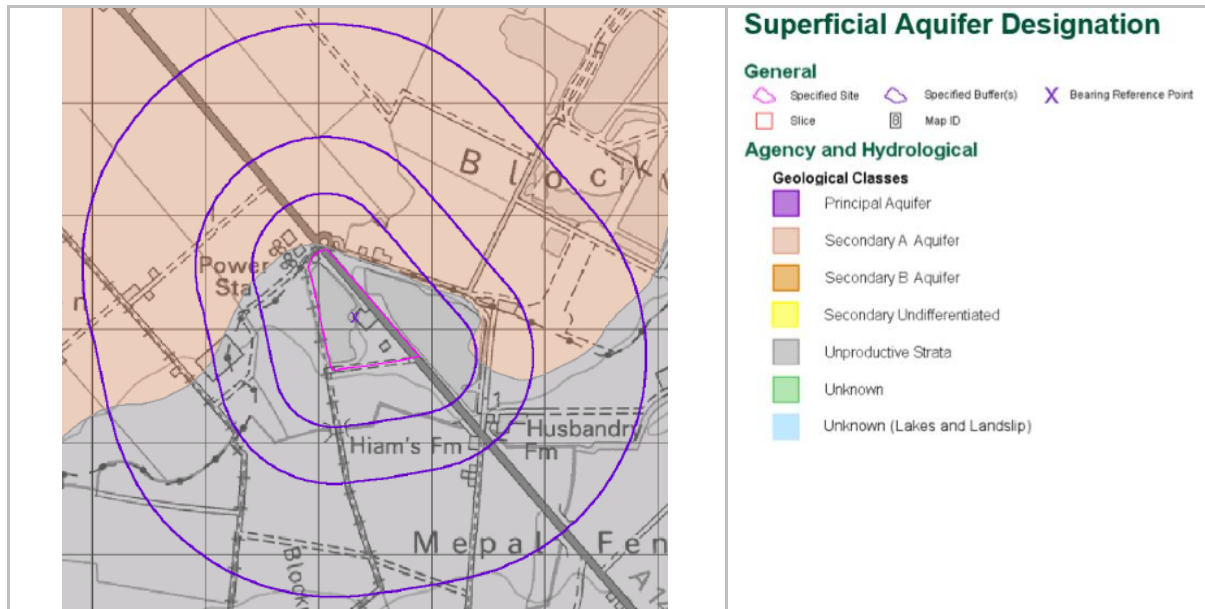 Superficial Aquifer Designation
General
Specified Site Specified Buffer(s) X Bearing Reference Point
Slice 8 Map ID
Agency and Hydrological
Geological Classes
Principal Aquifer
Secondary A Aquifer
Secondary B Aquifer
Secondary Undifferentiated
Unproductive Strata
Unknown
Unknown (Lakes and Landslip)
Block
Power
Sta
n
Hiam's Fm
Husbandry
Fm
Mepal Fen
Block